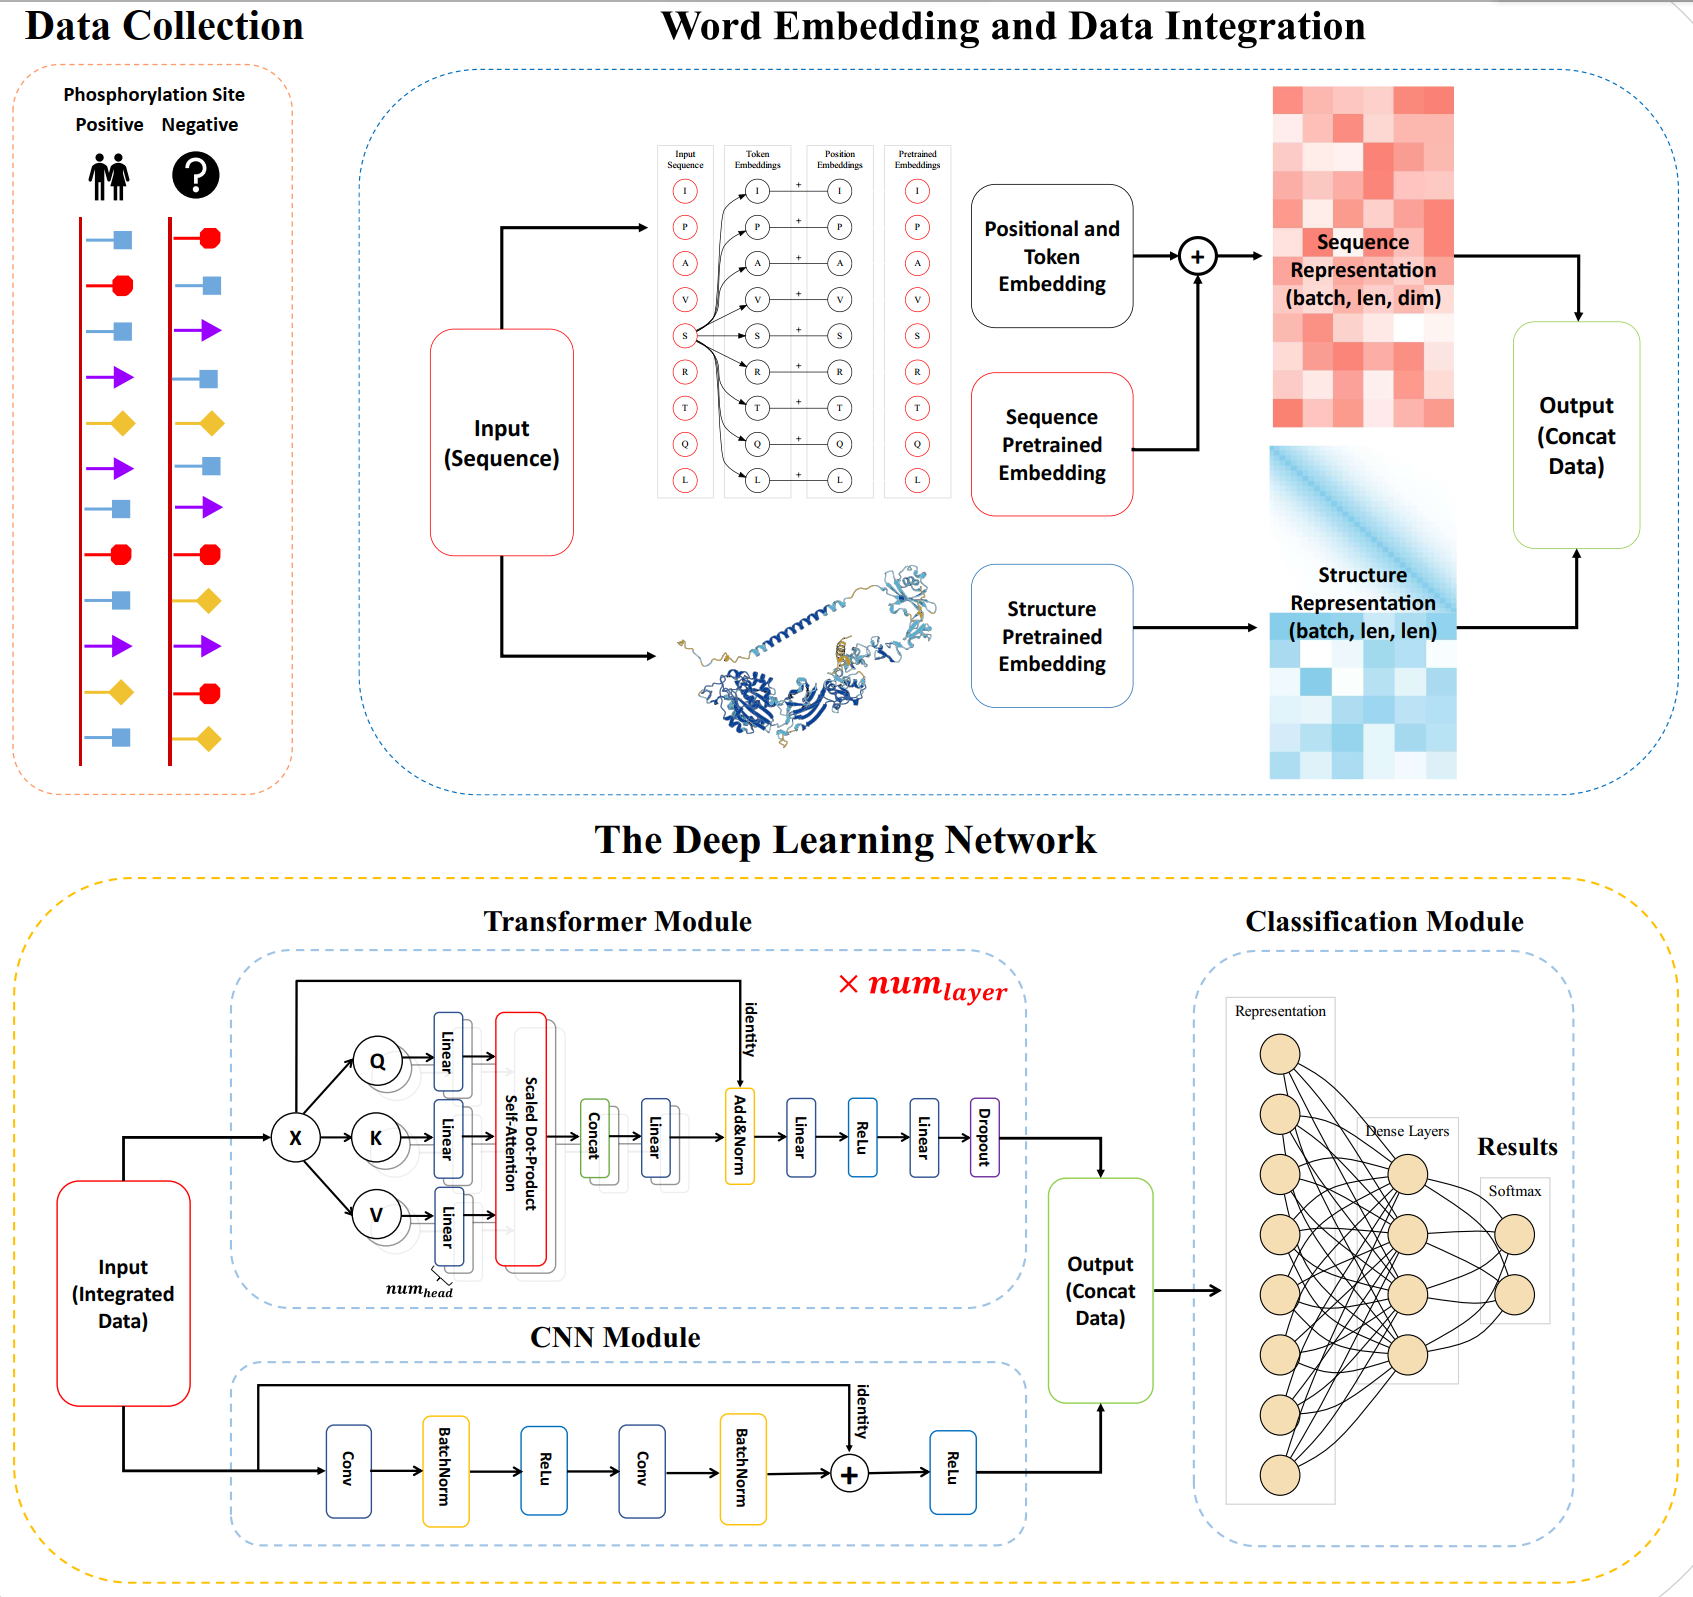 Data Collection
Word Embedding and Data Integration
Phosphorylation Site
Positive Negative
?
Input
(Sequence)
Input
Sequence
I
P
A
V
S
R
T
Q
L
Token
Embeddings
I
P
A
V
S
R
T
Q
L
+
+
+
+
+
+
+
+
+
Position
Embeddings
I
P
A
V
S
R
T
Q
L
Pretrained
Embeddings
I
P
A
V
S
R
T
Q
L
Positional and
Token
Embedding
+
Sequence
Pretrained
Embedding
Structure
Pretrained
Embedding
Sequence
Representation
(batch, len, dim)
Structure
Representation
(batch, len, len)
Output
(Concat
Data)
The Deep Learning Network
Transformer Module
× num layer
identity
Input
(Integrated
Data)
X
Q
K
V
Linear
Linear
Linear
num head
Scaled Dot-Product
Self-Attention
Concat
Linear
Add&Norm
Linear
ReLu
Linear
Dropout
CNN Module
identity
Conv
BatchNorm
ReLu
Conv
BatchNorm
+
ReLu
Output
(Concat
Data)
Classification Module
Representation
Dense Layers
Results
Softmax